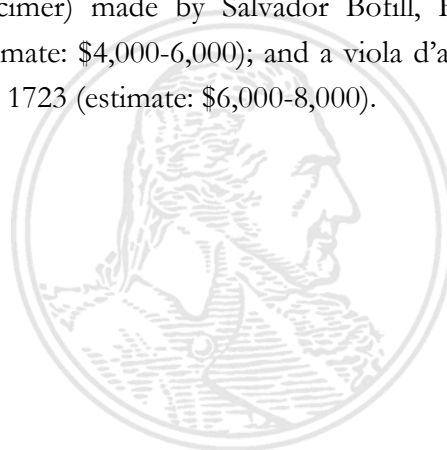 cimer) made by Salvador Bofill,
mate: $4,000-6,000); and a viola d'a
1723 (estimate: $6,000-8,000).